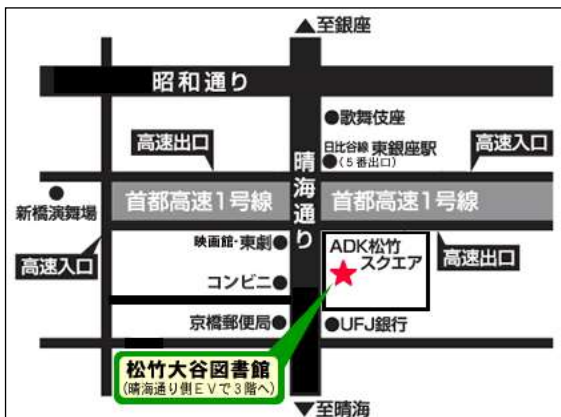 ▲至銀座
昭和通り
●歌舞伎座
高速出口
日比谷線 東銀座駅
●(5番出口)
高速入口
晴海通り
●
新橋演舞場
首都高速1号線
首都高速1号線
映画館・東劇●
ADK松竹
スクエア
高速入口
高速出口
コンビニ●
京橋郵便局●
●UFJ銀行
松竹大谷図書館
(晴海通り側EVで3階へ)
▼至晴海